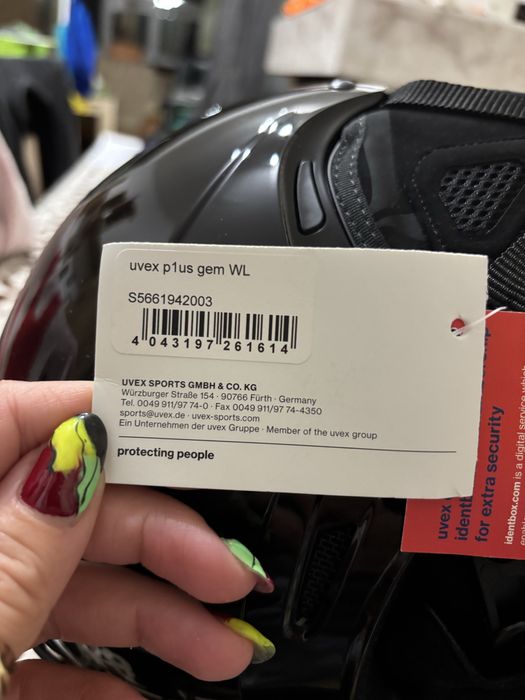 uvex p1us gem WL
S5661942003
4 043197 261614
UVEX SPORTS GMBH & CO. KG
Würzburger Straße 154 · 90766 Fürth · Germany
Tel. 0049 911/97 74-0 · Fax 0049 911/97 74-4350
sports@uvex.de · uvex-sports.com
Ein Unternehmen der uvex Gruppe · Member of the uvex group
protecting people
uvex
identb
for extra security
identbox.com is a digital service which